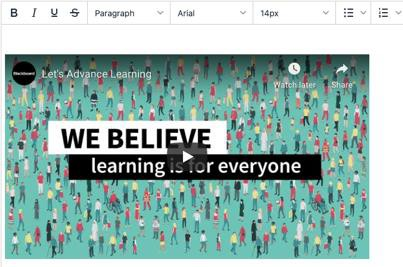 B I U S Paragraph Arial 14px
Blackboard
Let's Advance Learning
Watch later
Share
WE BELIEVE
learning is for everyone